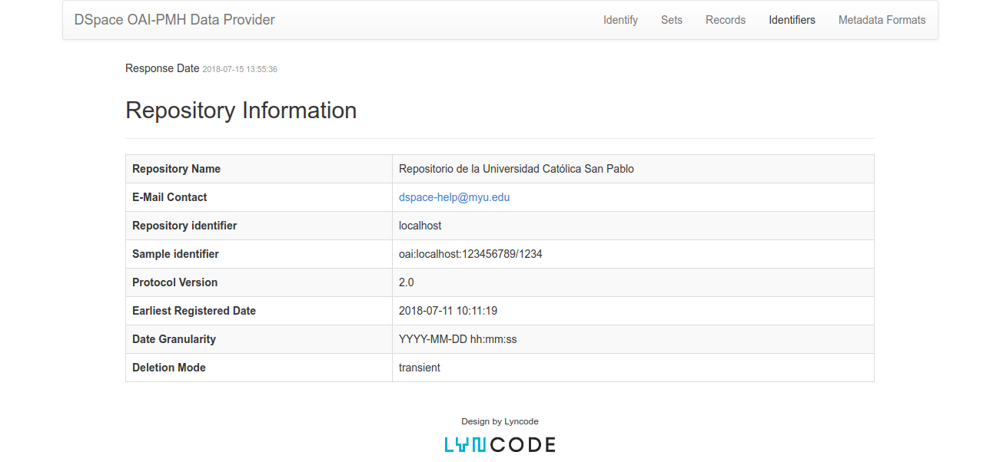 DSpace OAI-PMH Data Provider Identify Sets Records Identifiers Metadata Formats
Response Date 2018-07-15 13:55:36
Repository Information
Repository Name Repositorio de la Universidad Católica San Pablo
E-Mail Contact dspace-help@myu.edu
Repository identifier localhost
Sample identifier oai:localhost:123456789/1234
Protocol Version 2.0
Earliest Registered Date 2018-07-11 10:11:19
Date Granularity YYYY-MM-DD hh:mm:ss
Deletion Mode transient
Design by Lyncode
LYNCODE